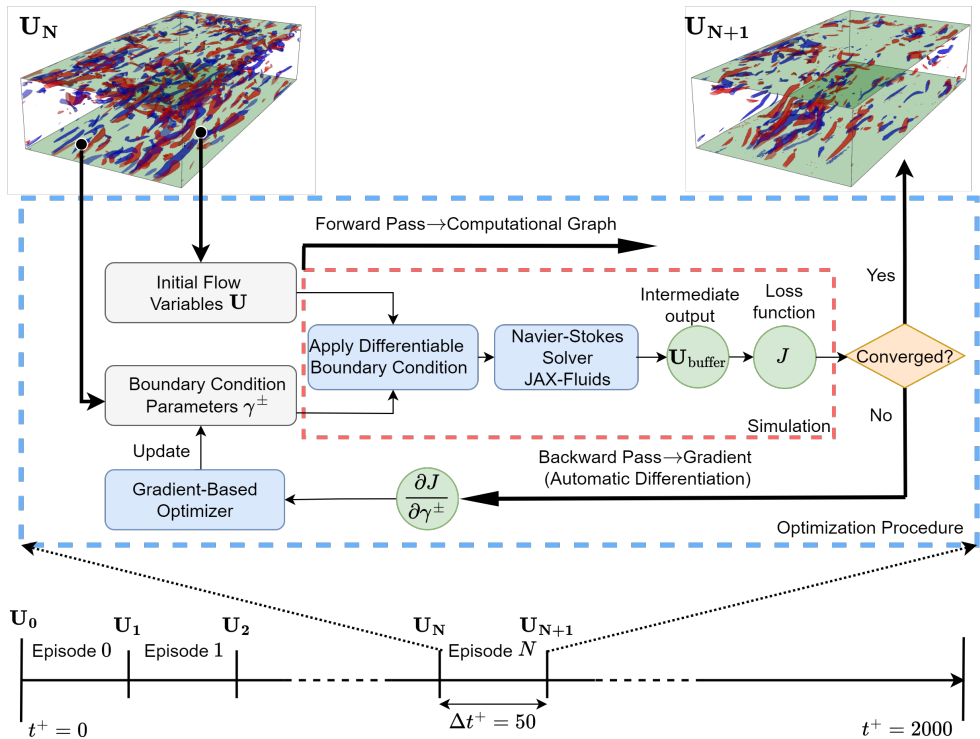 U_N
U_{N+1}
Forward Pass→Computational Graph
Initial Flow
Variables U
Intermediate
output
Loss
function
Yes
Apply Differentiable
Boundary Condition
Navier-Stokes
Solver
JAX-Fluids
U_buffer
J
Converged?
Boundary Condition
Parameters γ^±
Simulation
No
Update
Backward Pass→Gradient
(Automatic Differentiation)
Gradient-Based
Optimizer
∂J
∂γ^±
Optimization Procedure
U_0
U_1
U_2
U_N
U_{N+1}
Episode 0
Episode 1
Episode N
Δt^+ = 50
t^+ = 0
t^+ = 2000